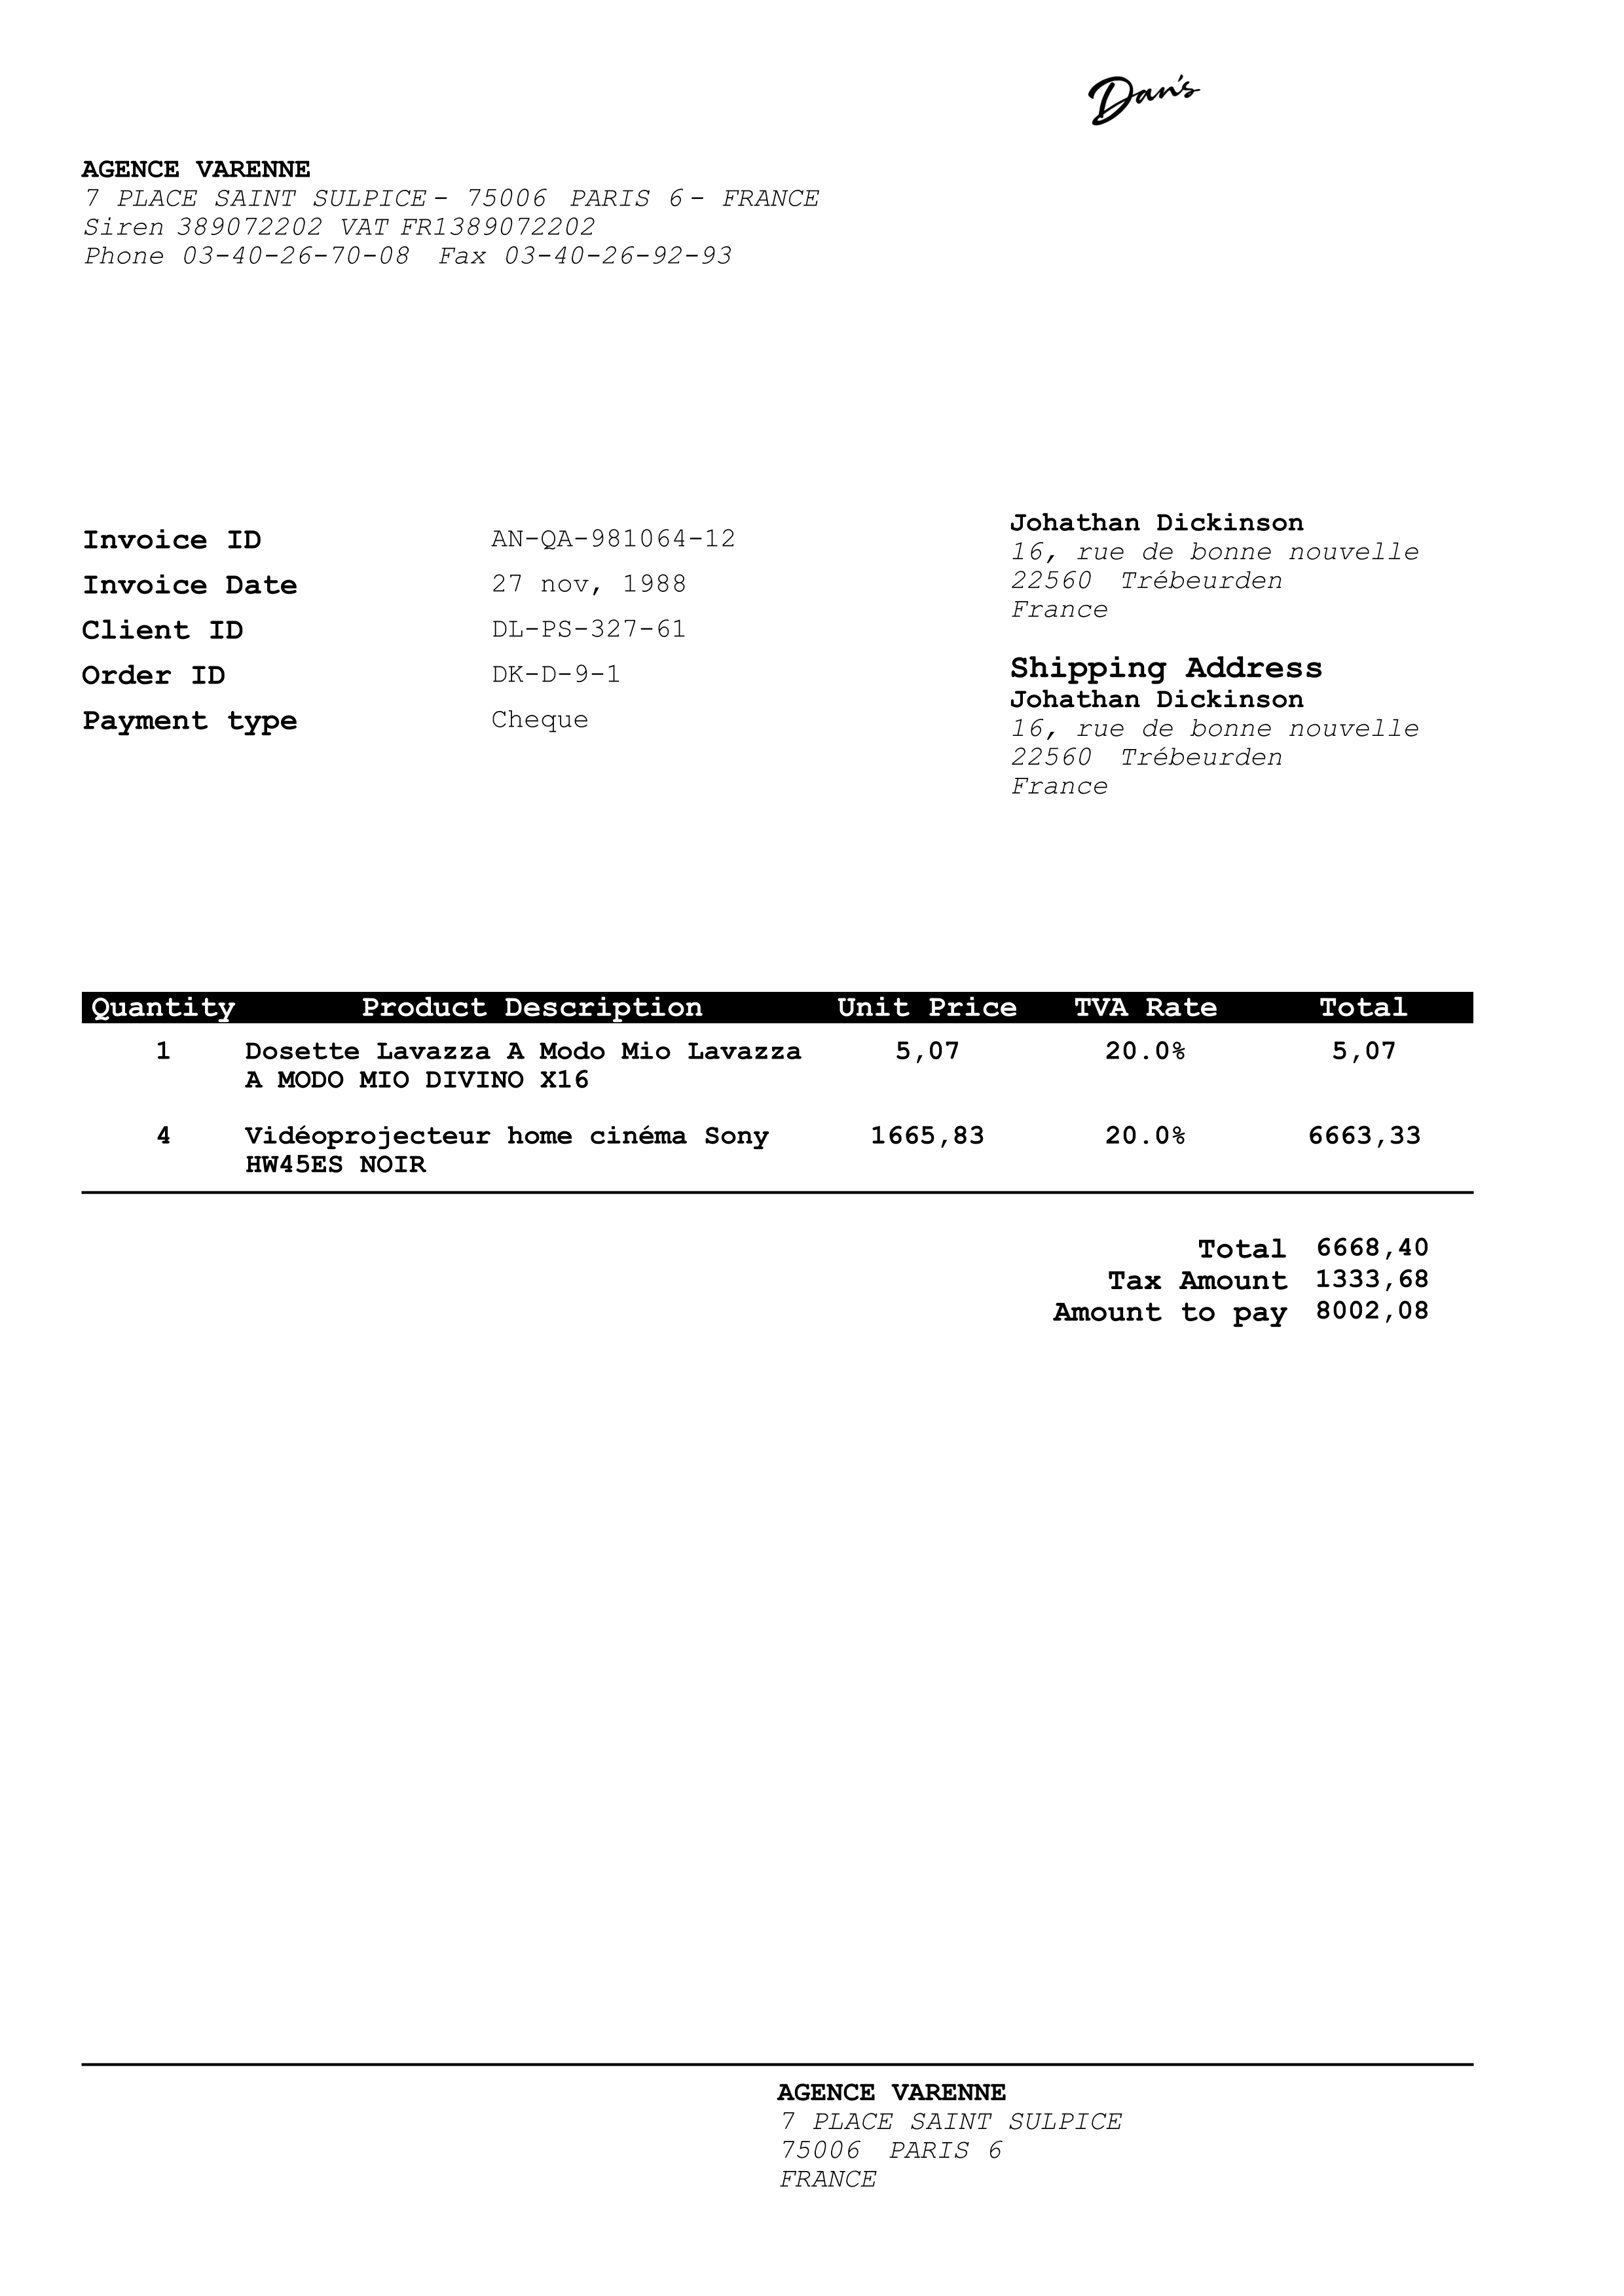 Dan's
AGENCE VARENNE
7 PLACE SAINT SULPICE - 75006 PARIS 6 - FRANCE
Siren 389072202 VAT FR1389072202
Phone 03-40-26-70-08 Fax 03-40-26-92-93
Invoice ID AN-QA-981064-12
Invoice Date 27 nov, 1988
Client ID DL-PS-327-61
Order ID DK-D-9-1
Payment type Cheque
Johathan Dickinson
16, rue de bonne nouvelle
22560 Trébeurden
France
Shipping Address
Johathan Dickinson
16, rue de bonne nouvelle
22560 Trébeurden
France
Quantity Product Description Unit Price TVA Rate Total
1 Dosette Lavazza A Modo Mio Lavazza 5,07 20.0% 5,07
A MODO MIO DIVINO X16
4 Vidéoprojecteur home cinéma Sony 1665,83 20.0% 6663,33
HW45ES NOIR
Total 6668,40
Tax Amount 1333,68
Amount to pay 8002,08
AGENCE VARENNE
7 PLACE SAINT SULPICE
75006 PARIS 6
FRANCE